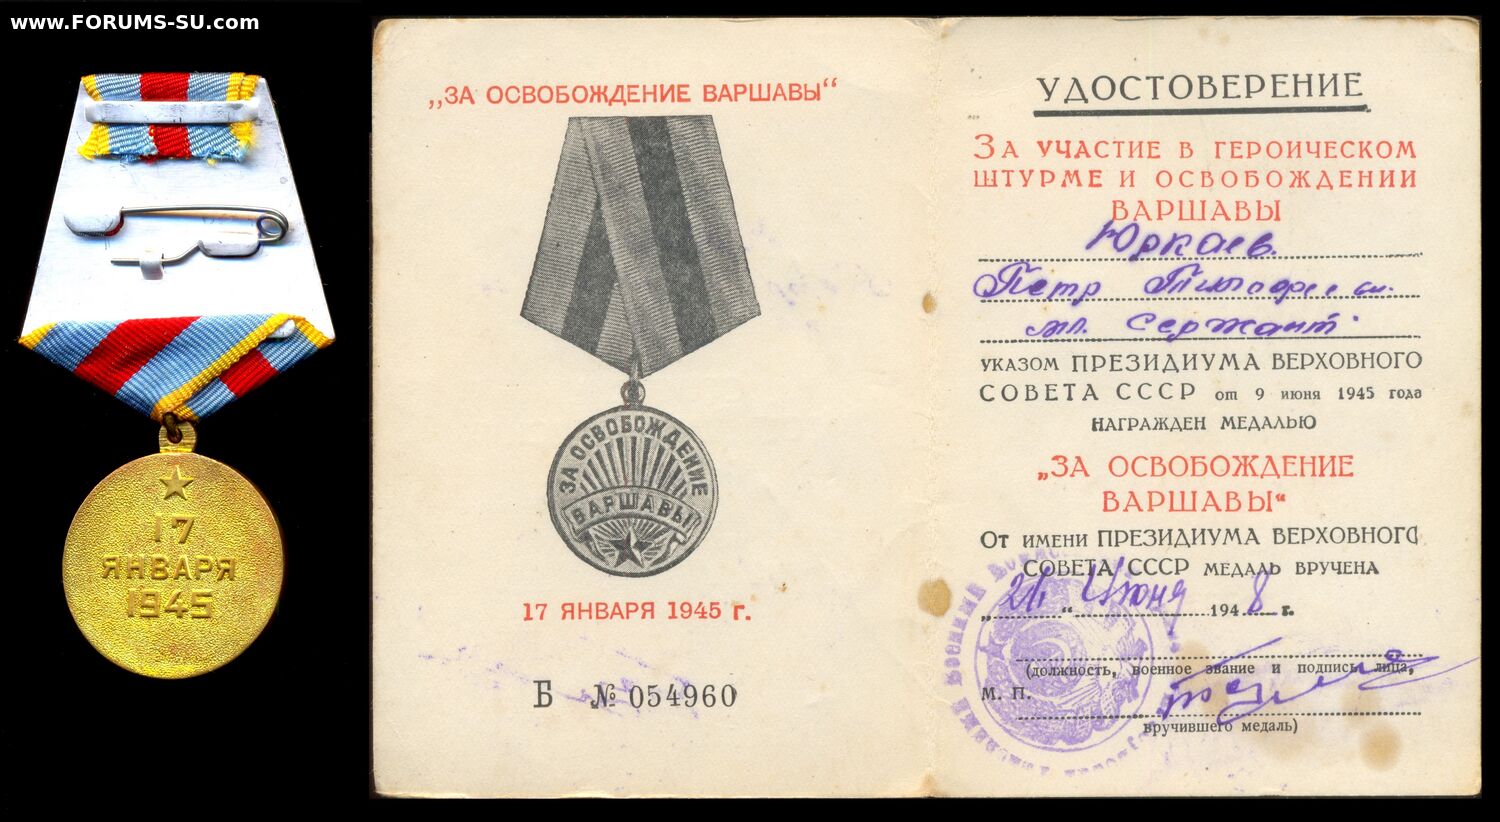 www.FORUMS-SU.com
17
ЯНВАРЯ
1945
„ЗА ОСВОБОЖДЕНИЕ ВАРШАВЫ“
ЗА ОСВОБОЖДЕНИЕ
ВАРШАВЫ
17 ЯНВАРЯ 1945 г.
Б № 054960
УДОСТОВЕРЕНИЕ
ЗА УЧАСТИЕ В ГЕРОИЧЕСКОМ
ШТУРМЕ И ОСВОБОЖДЕНИИ
ВАРШАВЫ
Юркаев.
Петр
мл. Сержант
УКАЗОМ ПРЕЗИДИУМА ВЕРХОВНОГО
СОВЕТА СССР от 9 июня 1945 года
НАГРАЖДЕН МЕДАЛЬЮ
„ЗА ОСВОБОЖДЕНИЕ
ВАРШАВЫ“
От ИМЕНИ ПРЕЗИДИУМА ВЕРХОВНОГО
СОВЕТА СССР МЕДАЛЬ ВРУЧЕНА
„ “ Июня 1948 г.
(должность, военное звание и подпись лица,
М. П.
вручившего медаль)